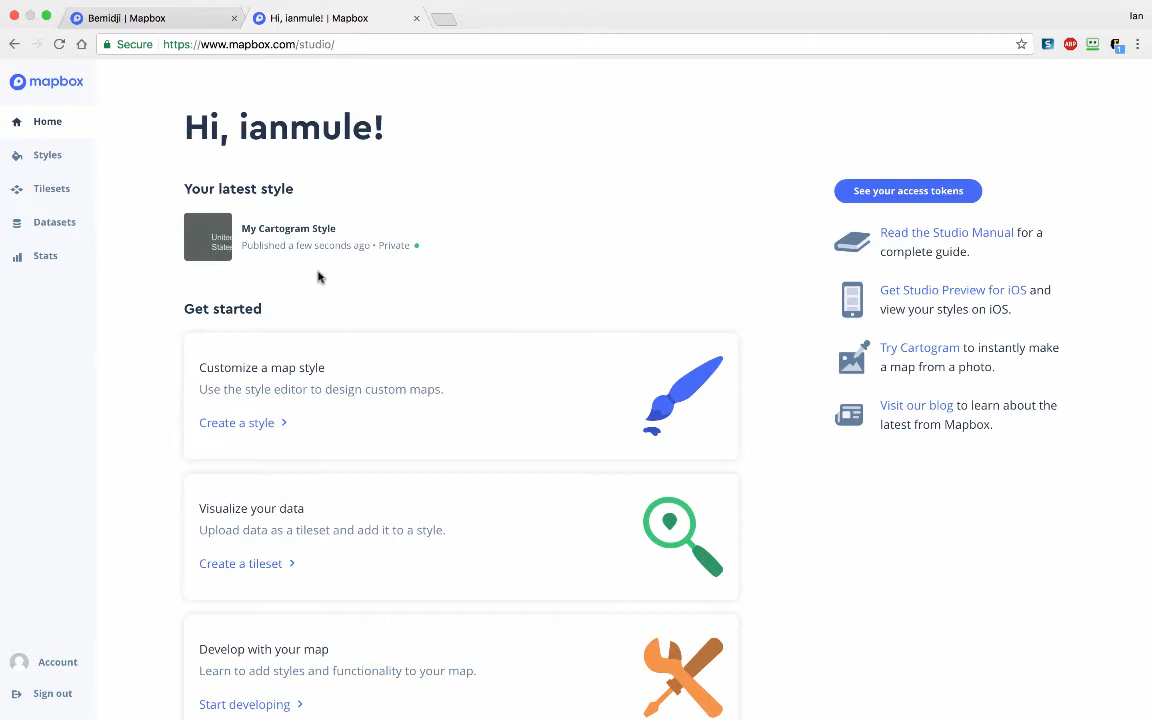 Bemidji | Mapbox
Hi, ianmule! | Mapbox
Ian
Secure
https://www.mapbox.com/studio/
S
ABP
1
mapbox
Home
Styles
Tilesets
Datasets
Stats
Account
Sign out
Hi, ianmule!
Your latest style
United
States
My Cartogram Style
Published a few seconds ago • Private
Get started
Customize a map style
Use the style editor to design custom maps.
Create a style
Visualize your data
Upload data as a tileset and add it to a style.
Create a tileset
Develop with your map
Learn to add styles and functionality to your map.
Start developing
See your access tokens
Read the Studio Manual for a
complete guide.
Get Studio Preview for iOS and
view your styles on iOS.
Try Cartogram to instantly make
a map from a photo.
Visit our blog to learn about the
latest from Mapbox.